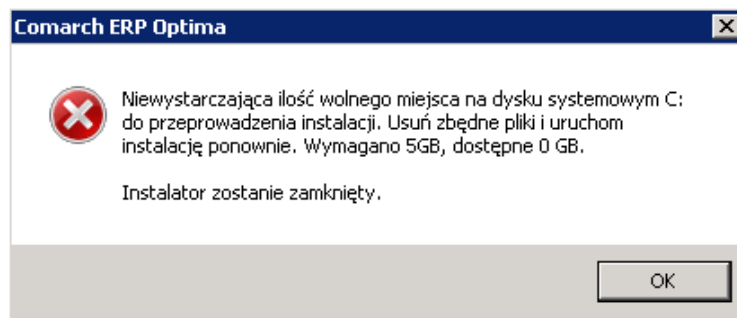 Comarch ERP Optima
Niewystarczająca ilość wolnego miejsca na dysku systemowym C:
do przeprowadzenia instalacji. Usuń zbędne pliki i uruchom
instalację ponownie. Wymagano 5GB, dostępne 0 GB.
Instalator zostanie zamknięty.
OK